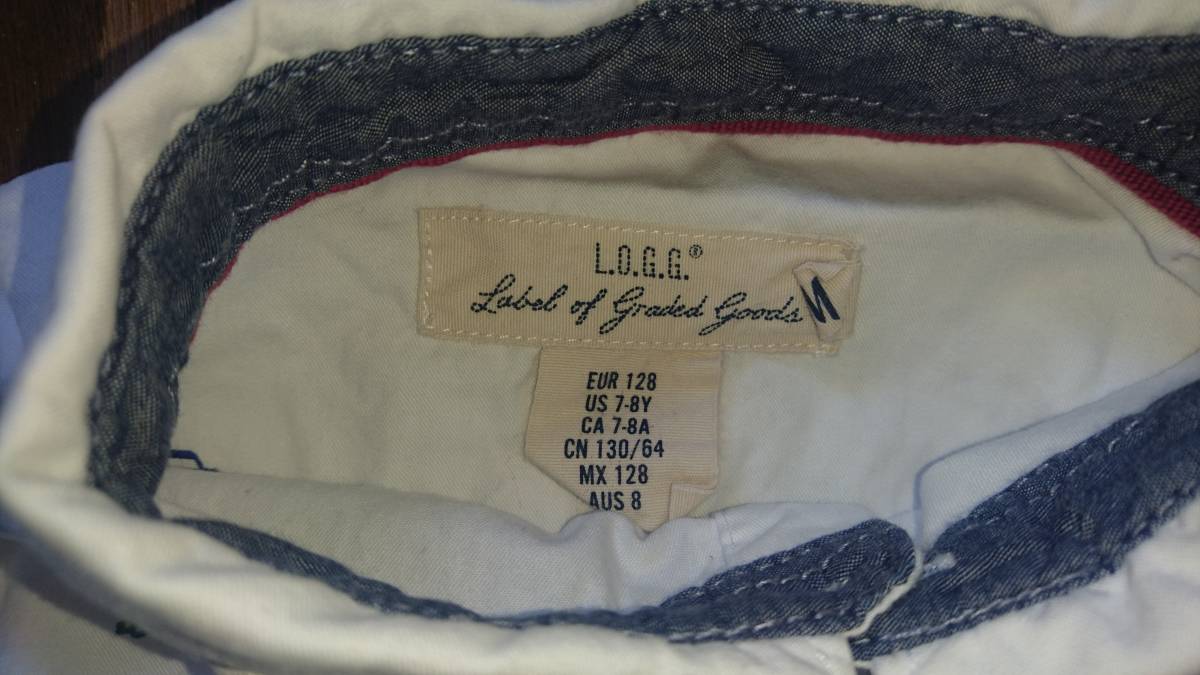 L.O.G.G.®
Label of Graded Goods
EUR 128
US 7-8Y
CA 7-8A
CN 130/64
MX 128
AUS 8